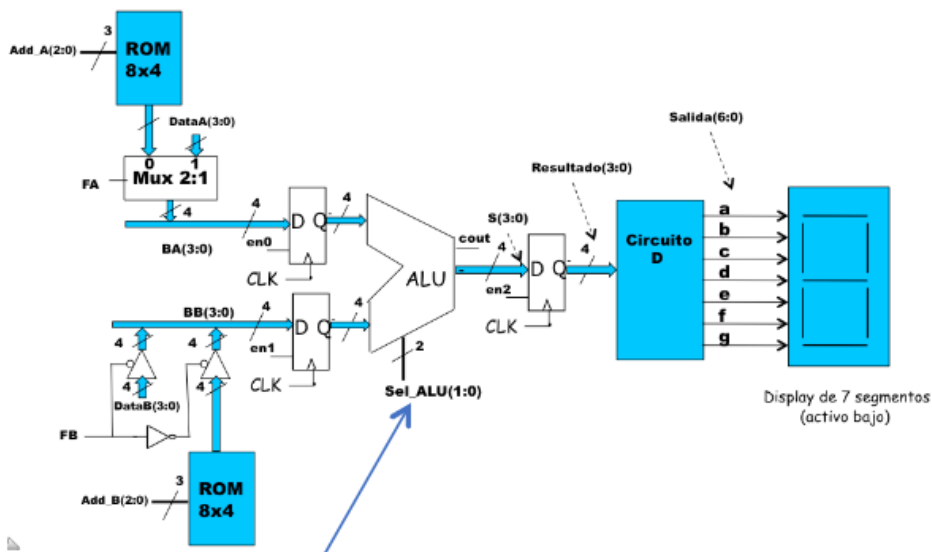 Add_A(2:0)
3
ROM
8x4
DataA(3:0)
0 1
FA
Mux 2:1
4
4
BA(3:0)
en0
D Q
4
CLK
BB(3:0)
4
en1
D Q
4
CLK
4
4
4
4
DataB(3:0)
FB
Add_B(2:0)
3
ROM
8x4
ALU
cout
2
Sel_ALU(1:0)
S(3:0)
4
en2
D Q
CLK
Resultado(3:0)
4
Circuito
D
Salida(6:0)
a
b
c
d
e
f
g
Display de 7 segmentos
(activo bajo)